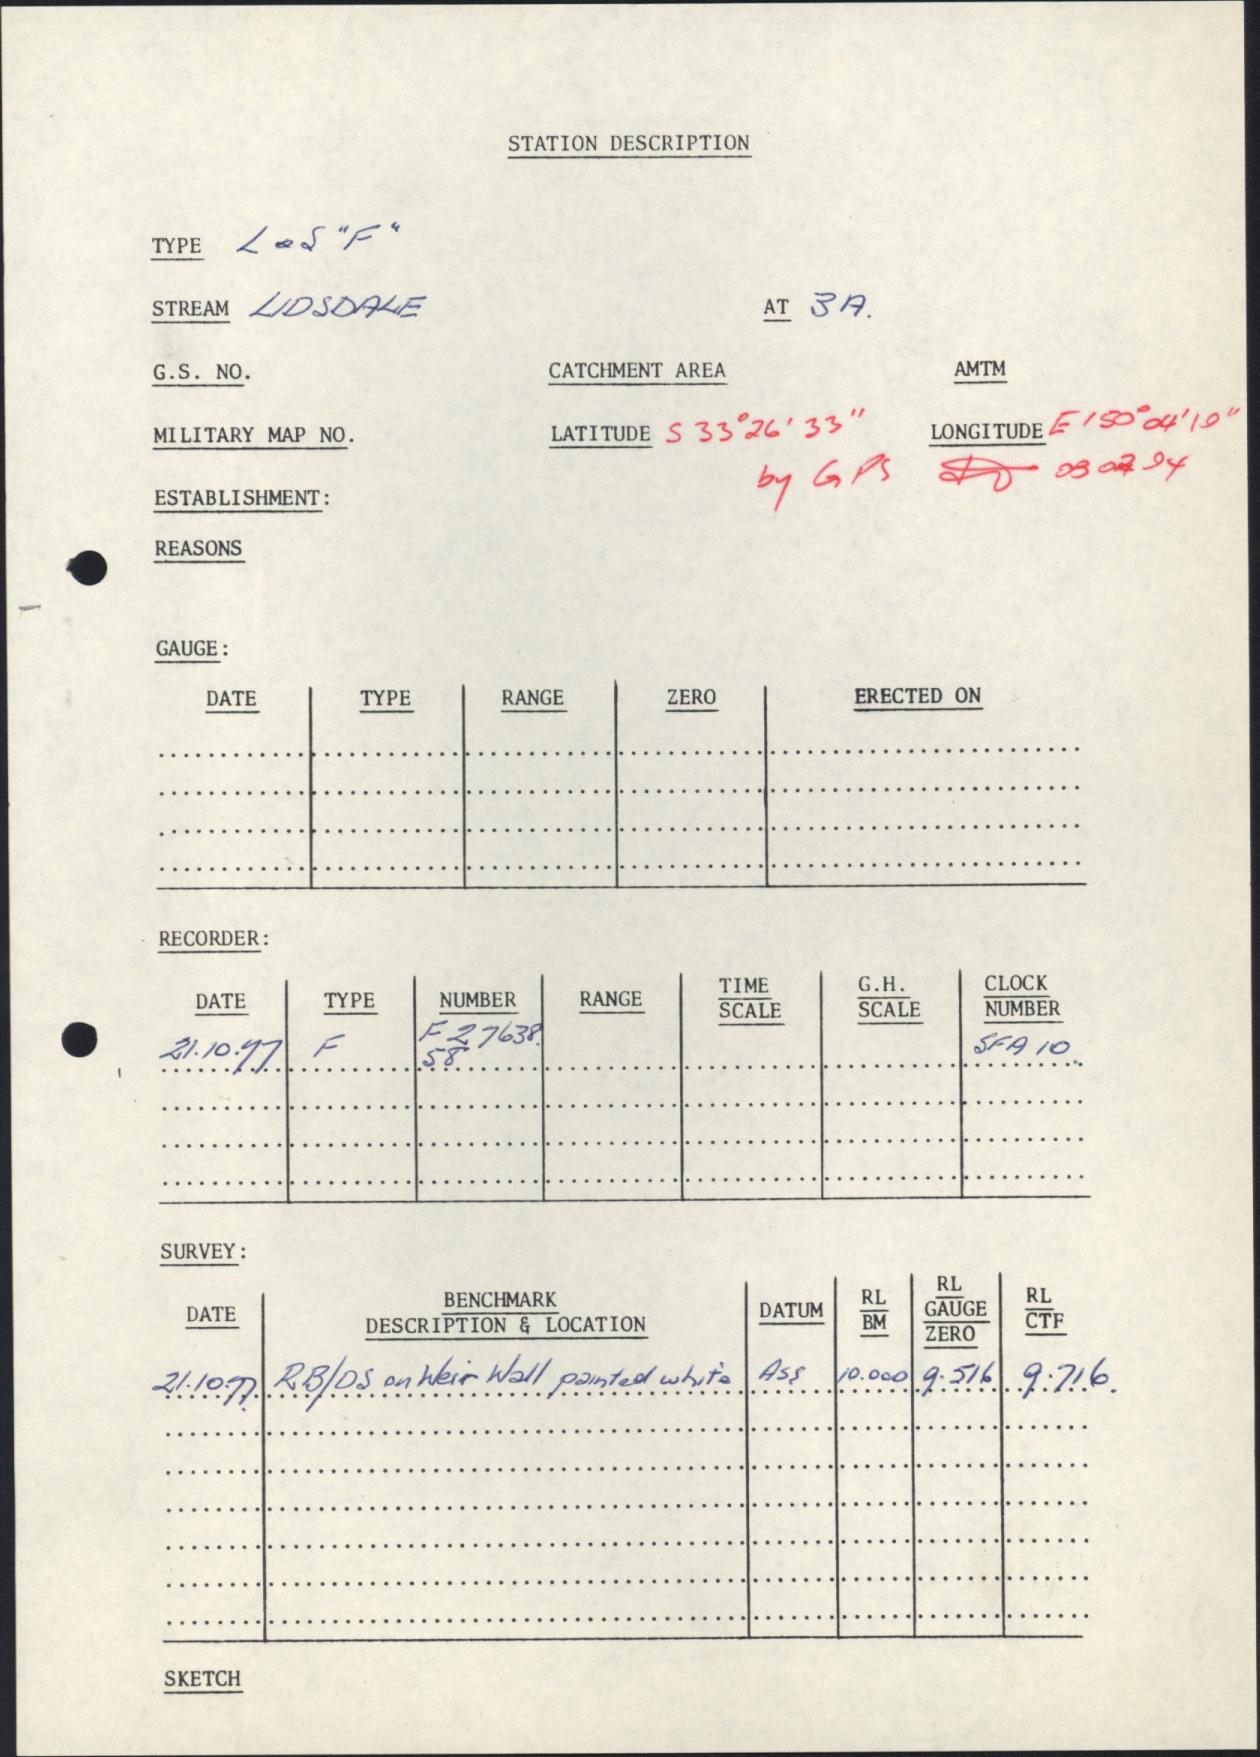 STATION DESCRIPTION
TYPE L&S "F"
STREAM LIDSDALE AT 3A.
G.S. NO. CATCHMENT AREA AMTM
MILITARY MAP NO. LATITUDE S 33°26'33" LONGITUDE E 150°04'19"
by GPS 94
ESTABLISHMENT:
REASONS
GAUGE:
DATE TYPE RANGE ZERO ERECTED ON
RECORDER:
DATE TYPE NUMBER RANGE TIME SCALE G.H. SCALE CLOCK NUMBER
21.10.77 F F 27638. 58 SFA 10.
SURVEY:
DATE BENCHMARK DESCRIPTION & LOCATION DATUM RL BM RL GAUGE ZERO RL CTF
21.10.77 RB/DS on Weir Wall painted white Ass 10.000 9.516 9.716.
SKETCH